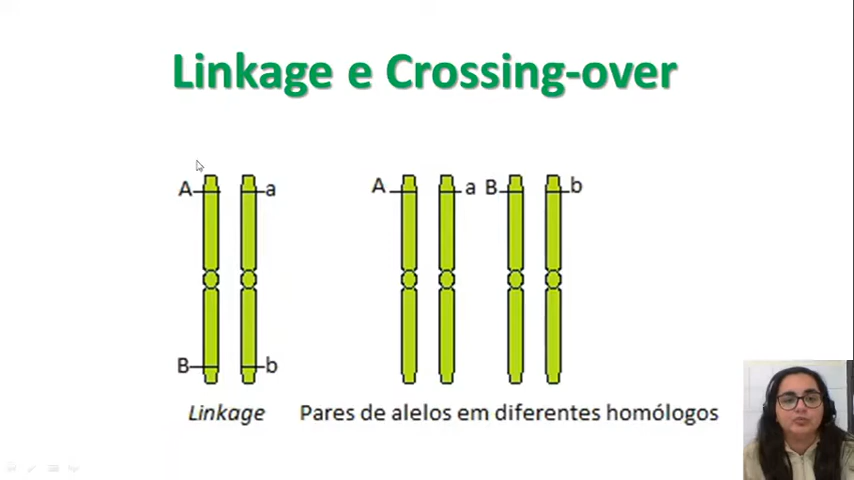 Linkage e Crossing-over
A a A a B b
B b
Linkage Pares de alelos em diferentes homólogos